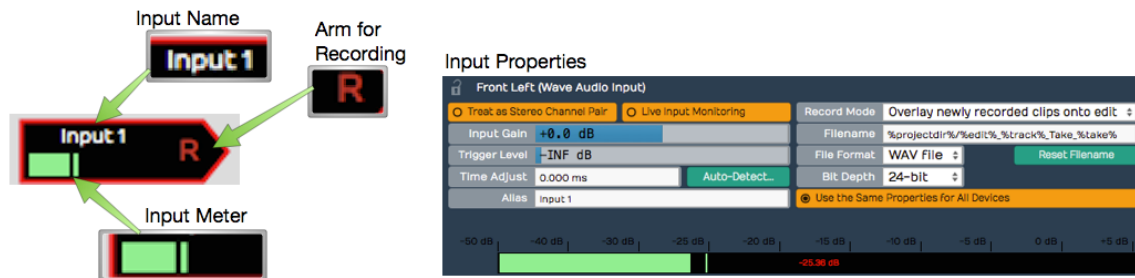 Input Name
Input 1
Arm for
Recording
R
Input 1
R
Input Meter
Input Properties
Front Left (Wave Audio Input)
Treat as Stereo Channel Pair
Live Input Monitoring
Record Mode
Overlay newly recorded clips onto edit
Input Gain
+0.0 dB
Filename
%projectdir%/%edit%_%track%_Take_%take%
Trigger Level
-INF dB
File Format
WAV file
Reset Filename
Time Adjust
0.000 ms
Auto-Detect...
Bit Depth
24-bit
Alias
Input 1
Use the Same Properties for All Devices
-50 dB
-40 dB
-30 dB
-25 dB
-20 dB
-15 dB
-10 dB
-5 dB
0 dB
+5 dB
-25.36 dB